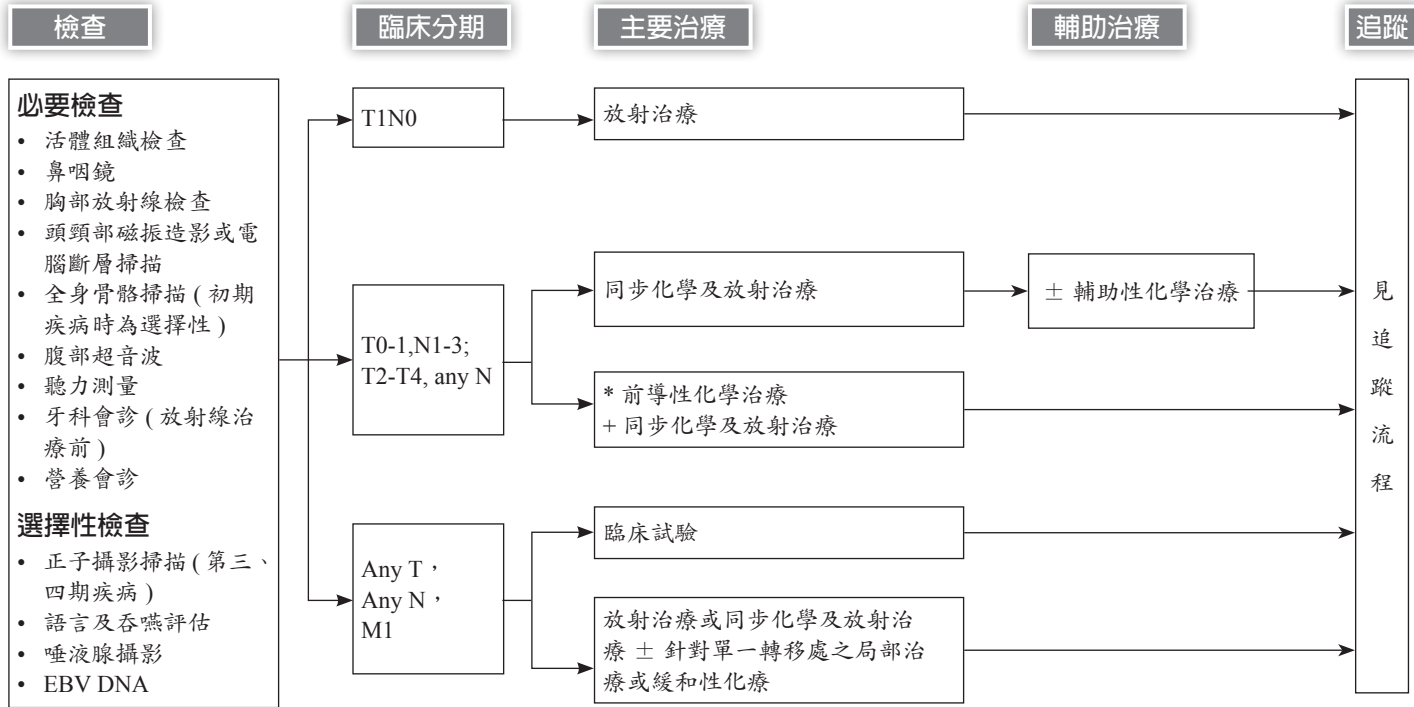 檢查
臨床分期
主要治療
輔助治療
追蹤
必要檢查
• 活體組織檢查
• 鼻咽鏡
• 胸部放射線檢查
• 頭頸部磁振造影或電
腦斷層掃描
• 全身骨骼掃描 ( 初期
疾病時為選擇性 )
• 腹部超音波
• 聽力測量
• 牙科會診 ( 放射線治
療前 )
• 營養會診
選擇性檢查
• 正子攝影掃描 ( 第三、
四期疾病 )
• 語言及吞嚥評估
• 唾液腺攝影
• EBV DNA
T1N0
放射治療
T0-1,N1-3;
T2-T4, any N
同步化學及放射治療
± 輔助性化學治療
* 前導性化學治療
+ 同步化學及放射治療
Any T，
Any N，
M1
臨床試驗
放射治療或同步化學及放射治
療 ± 針對單一轉移處之局部治
療或緩和性化療
見
追
蹤
流
程